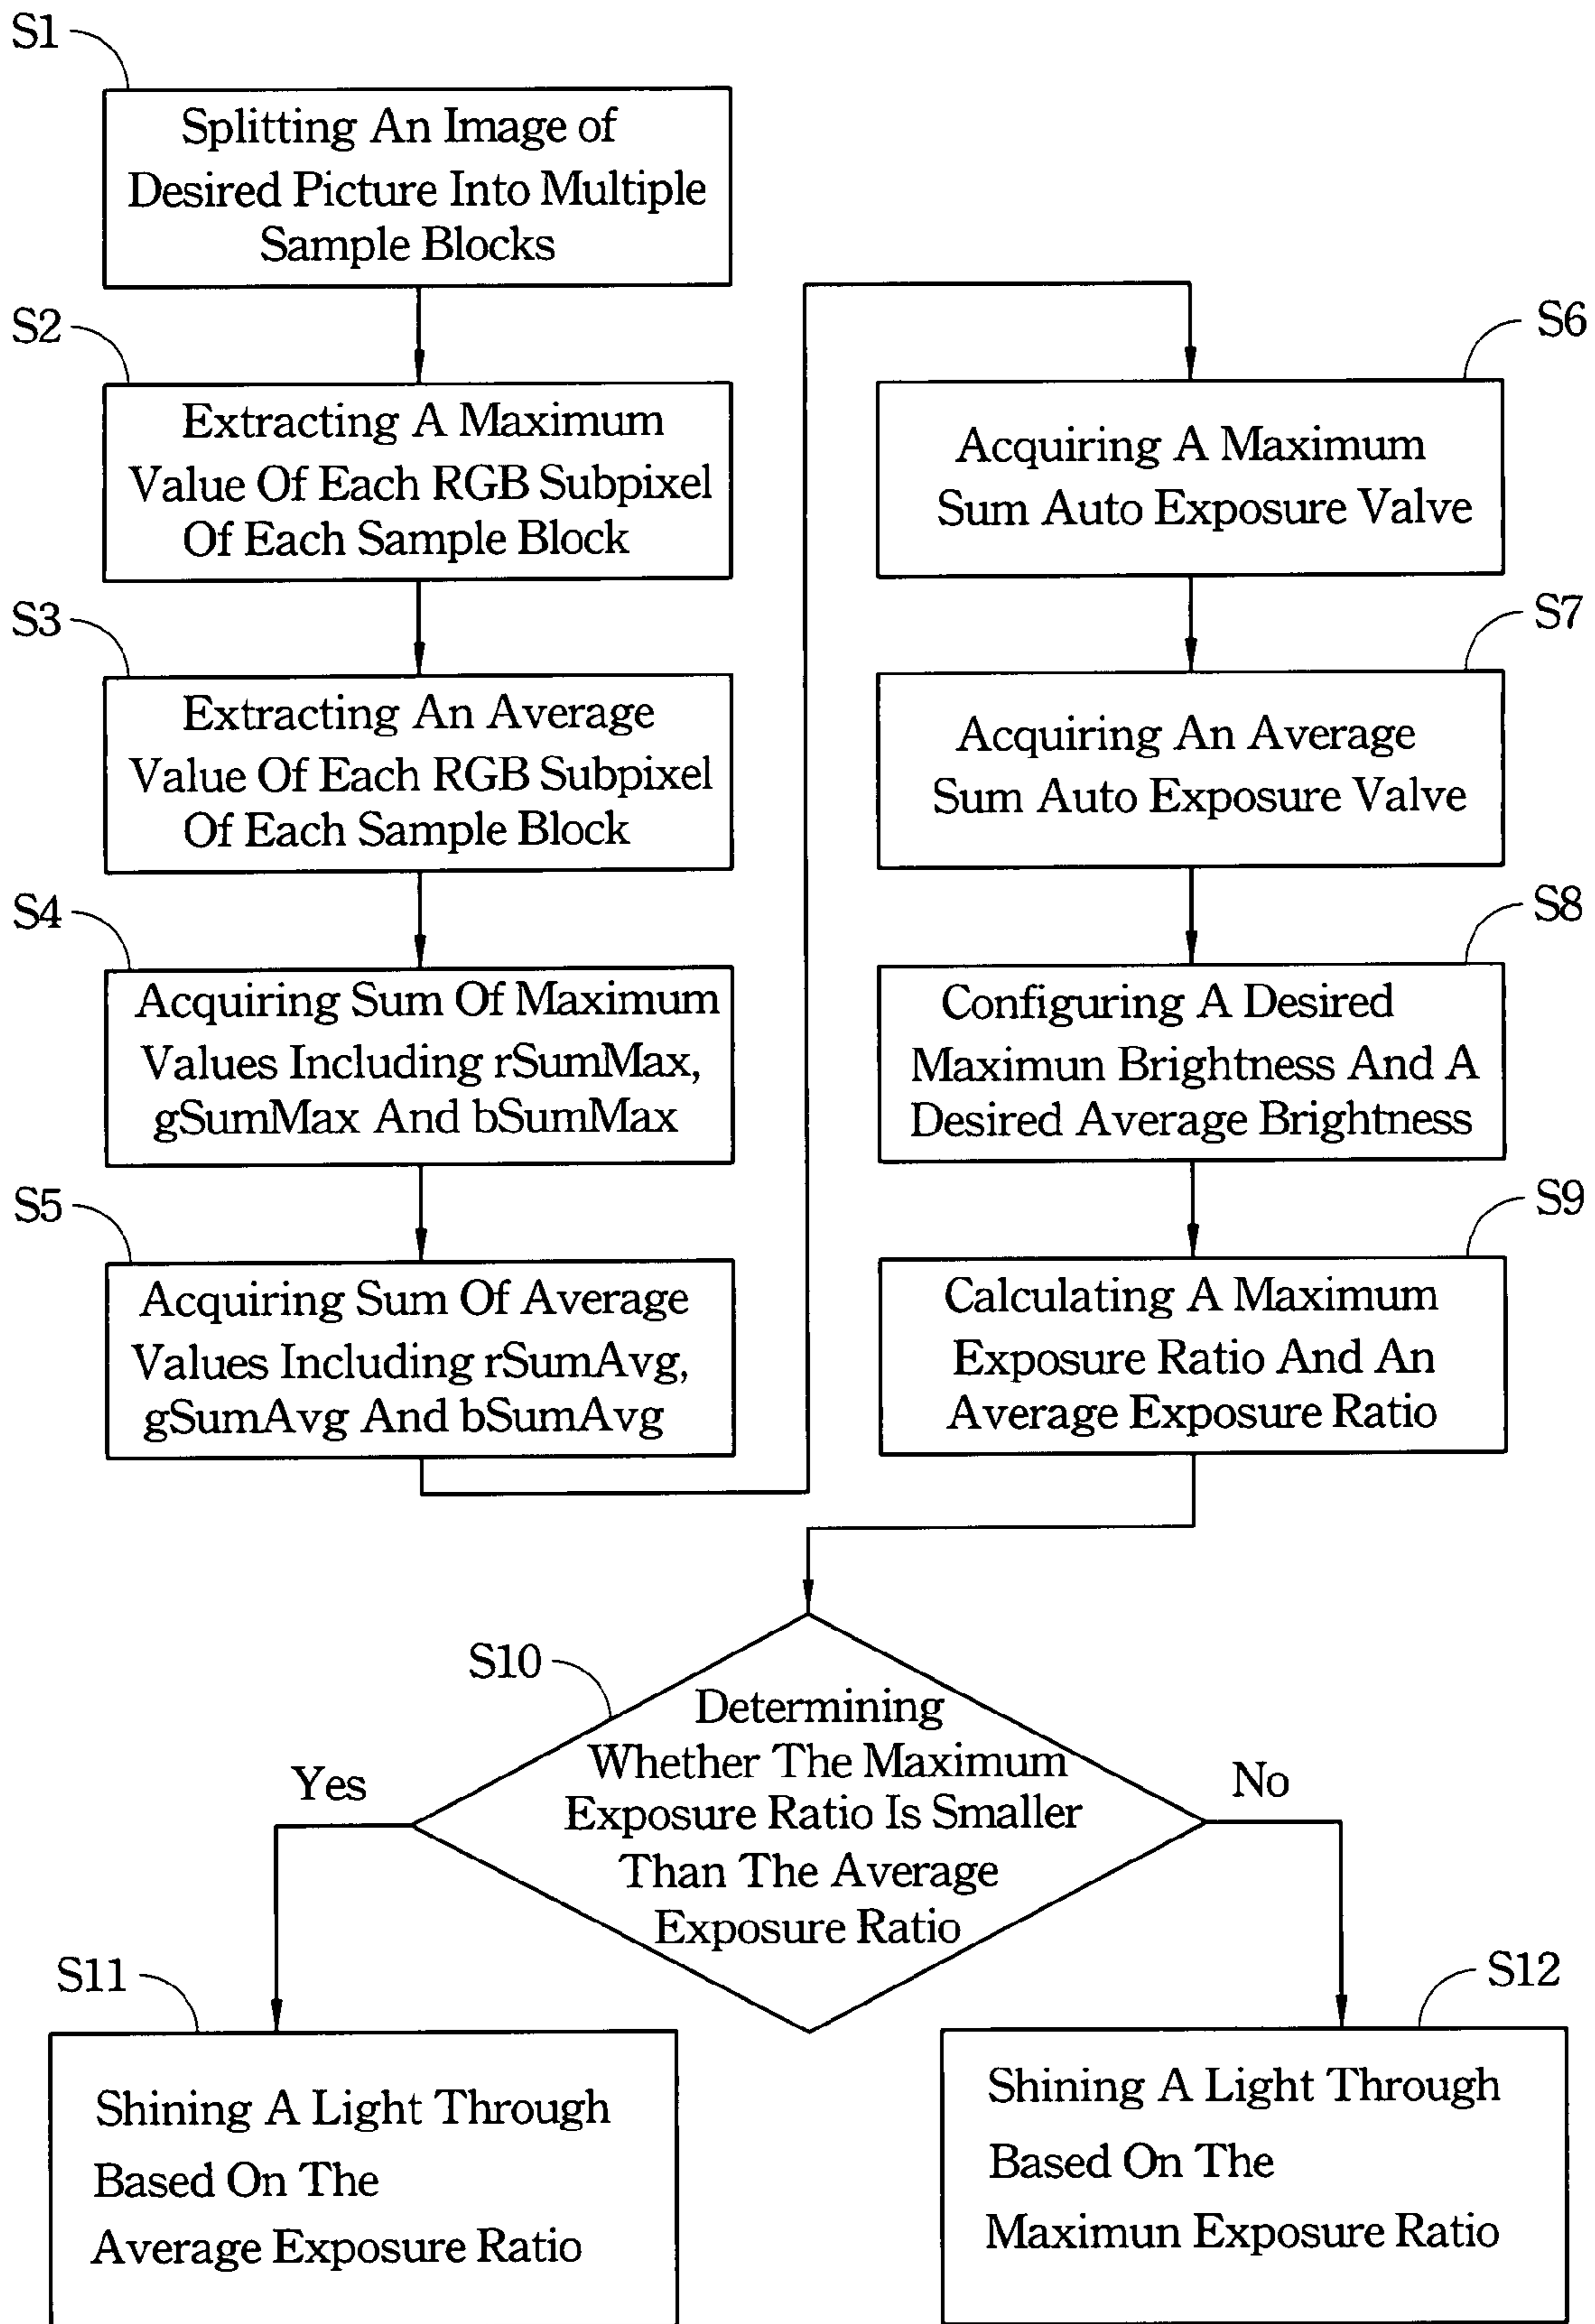 S1
Splitting An Image of
Desired Picture Into Multiple
Sample Blocks
S2
Extracting A Maximum
Value Of Each RGB Subpixel
Of Each Sample Block
S3
Extracting An Average
Value Of Each RGB Subpixel
Of Each Sample Block
S4
Acquiring Sum Of Maximum
Values Including rSumMax,
gSumMax And bSumMax
S5
Acquiring Sum Of Average
Values Including rSumAvg,
gSumAvg And bSumAvg
S6
Acquiring A Maximum
Sum Auto Exposure Valve
S7
Acquiring An Average
Sum Auto Exposure Valve
S8
Configuring A Desired
Maximun Brightness And A
Desired Average Brightness
S9
Calculating A Maximum
Exposure Ratio And An
Average Exposure Ratio
S10
Determining
Whether The Maximum
Exposure Ratio Is Smaller
Than The Average
Exposure Ratio
Yes
No
S11
Shining A Light Through
Based On The
Average Exposure Ratio
S12
Shining A Light Through
Based On The
Maximun Exposure Ratio